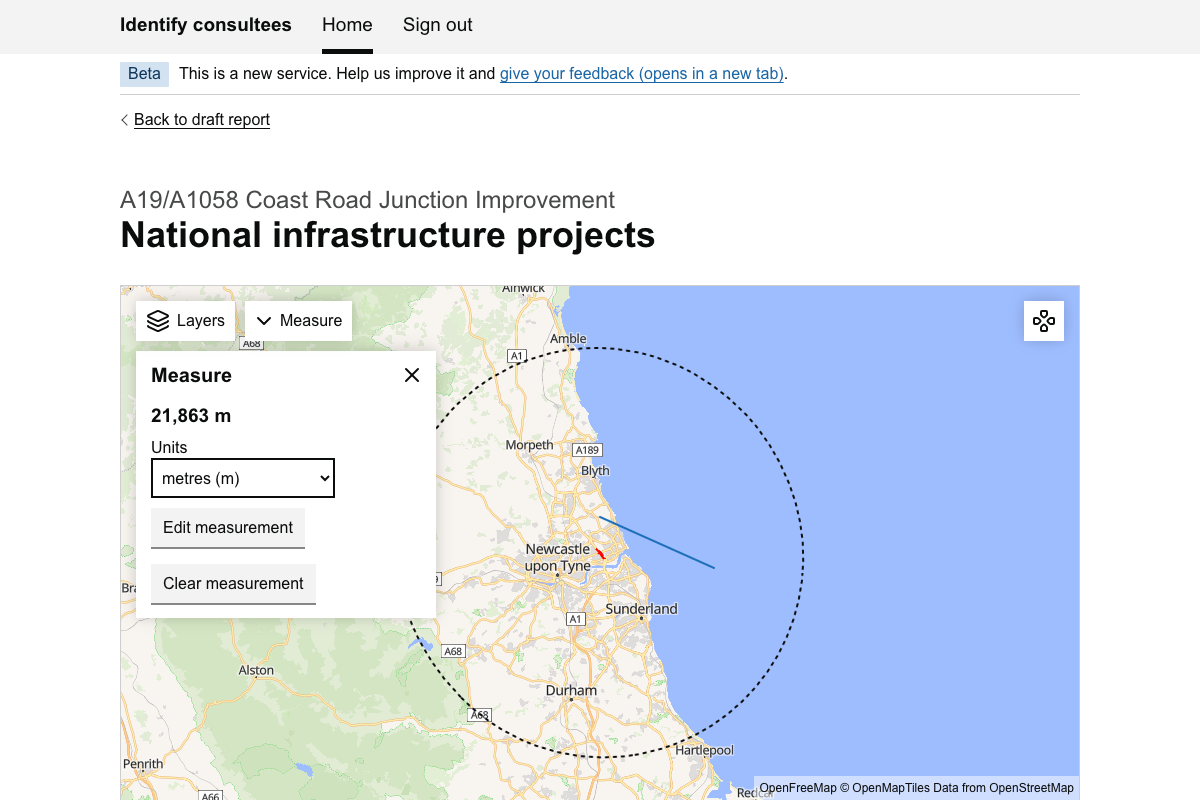 Identify consultees Home Sign out
Beta This is a new service. Help us improve it and give your feedback (opens in a new tab).
Back to draft report
A19/A1058 Coast Road Junction Improvement
National infrastructure projects
Alnwick
Layers Measure
A68
Amble
A1
Measure
21,863 m
Units
metres (m)
Edit measurement
Clear measurement
Morpeth
A189
Blyth
Newcastle
upon Tyne
Sunderland
A1
A68
Alston
Durham
A68
Hartlepool
Penrith
A66
OpenFreeMap © OpenMapTiles Data from OpenStreetMap